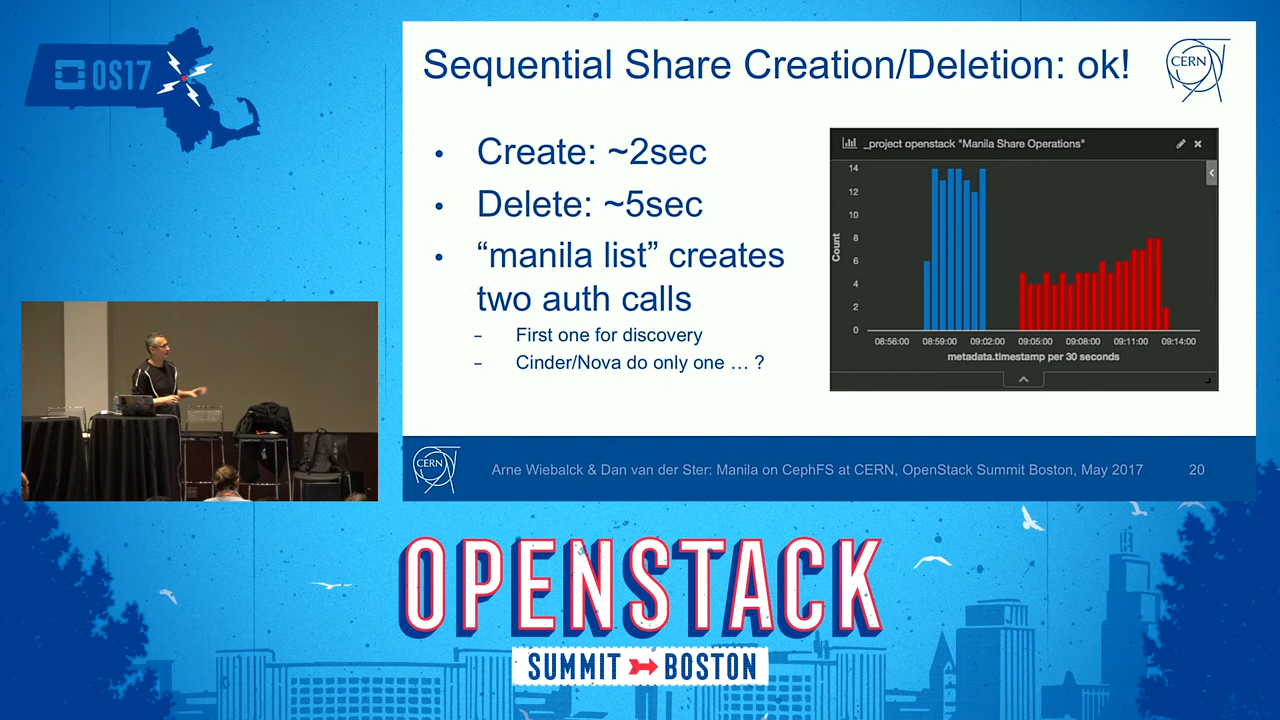 OS17
Sequential Share Creation/Deletion: ok!
CERN
• Create: ~2sec
• Delete: ~5sec
• “manila list” creates
two auth calls
– First one for discovery
– Cinder/Nova do only one … ?
_project openstack "Manila Share Operations"
14
12
10
8
6
4
2
0
Count
08:56:00 08:59:00 09:02:00 09:05:00 09:08:00 09:11:00 09:14:00
metadata.timestamp per 30 seconds
CERN
Arne Wiebalck & Dan van der Ster: Manila on CephFS at CERN, OpenStack Summit Boston, May 2017 20
OPENSTACK
SUMMIT BOSTON